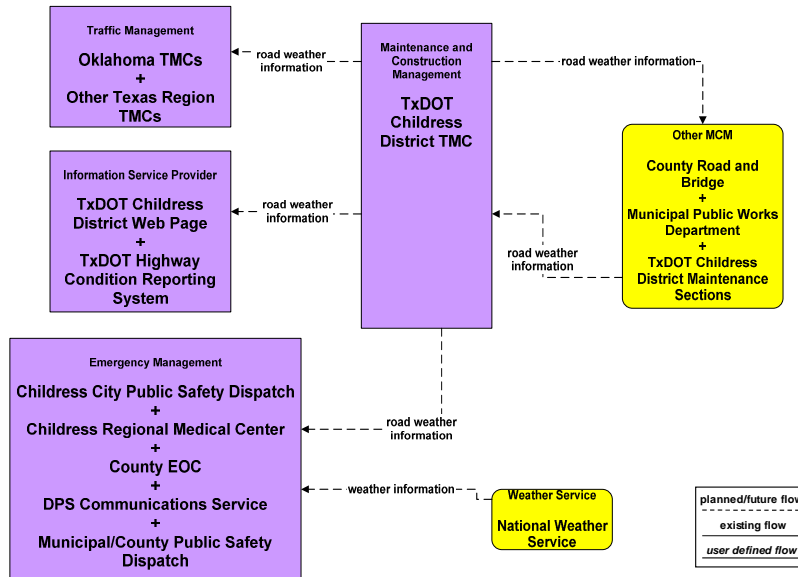 Traffic Management
Oklahoma TMCs
+
Other Texas Region
TMCs
road weather
information
Maintenance and
Construction
Management
TxDOT
Childress
District TMC
road weather information
Other MCM
County Road and
Bridge
+
Municipal Public Works
Department
+
TxDOT Childress
District Maintenance
Sections
Information Service Provider
TxDOT Childress
District Web Page
+
TxDOT Highway
Condition Reporting
System
road weather
information
road weather
information
Emergency Management
Childress City Public Safety Dispatch
+
Childress Regional Medical Center
+
County EOC
+
DPS Communications Service
+
Municipal/County Public Safety
Dispatch
road weather
information
weather information
Weather Service
National Weather
Service
planned/future flow
existing flow
user defined flow